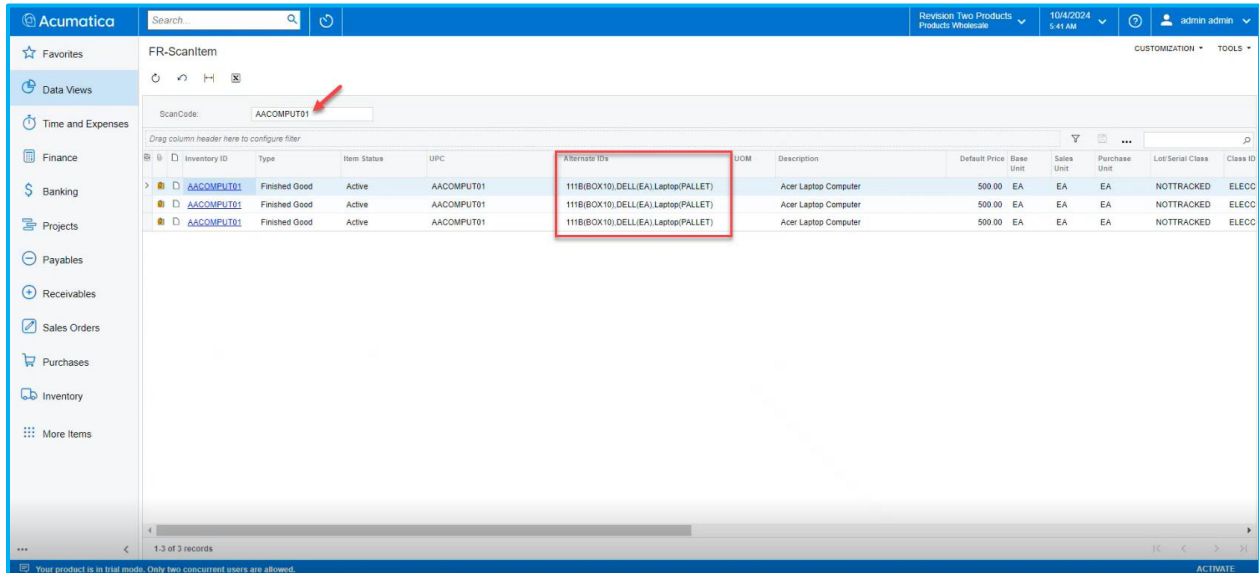 Acumatica
Search...
Revision Two Products
Products Wholesale
10/4/2024
5:41 AM
admin admin
Favorites
Data Views
Time and Expenses
Finance
Banking
Projects
Payables
Receivables
Sales Orders
Purchases
Inventory
More Items
FR-ScanItem
CUSTOMIZATION TOOLS
ScanCode: AACOMPUT01
Drag column header here to configure filter
Inventory ID Type Item Status UPC Alternate IDs UOM Description Default Price Base Unit Sales Unit Purchase Unit Lot/Serial Class Class ID
AACOMPUT01 Finished Good Active AACOMPUT01 111B(BOX10),DELL(EA),Laptop(PALLET) Acer Laptop Computer 500.00 EA EA EA NOTTRACKED ELECC
AACOMPUT01 Finished Good Active AACOMPUT01 111B(BOX10),DELL(EA),Laptop(PALLET) Acer Laptop Computer 500.00 EA EA EA NOTTRACKED ELECC
AACOMPUT01 Finished Good Active AACOMPUT01 111B(BOX10),DELL(EA),Laptop(PALLET) Acer Laptop Computer 500.00 EA EA EA NOTTRACKED ELECC
1-3 of 3 records
Your product is in trial mode. Only two concurrent users are allowed.
ACTIVATE